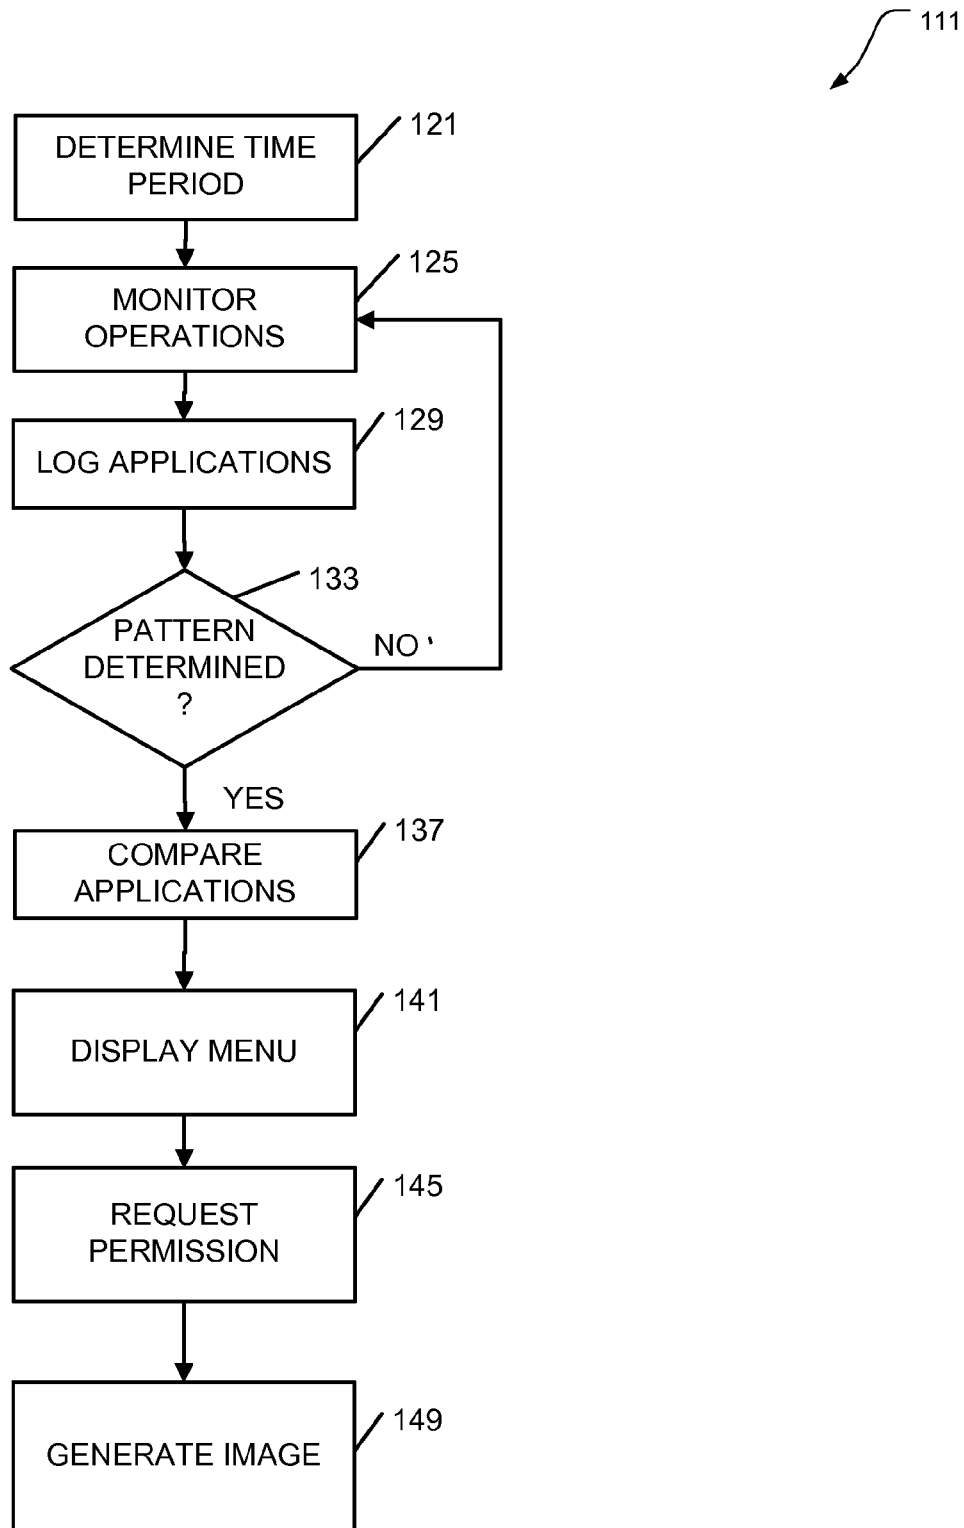 111
DETERMINE TIME
PERIOD
121
MONITOR
OPERATIONS
125
LOG APPLICATIONS
129
PATTERN
DETERMINED
?
133
NO
YES
COMPARE
APPLICATIONS
137
DISPLAY MENU
141
REQUEST
PERMISSION
145
GENERATE IMAGE
149